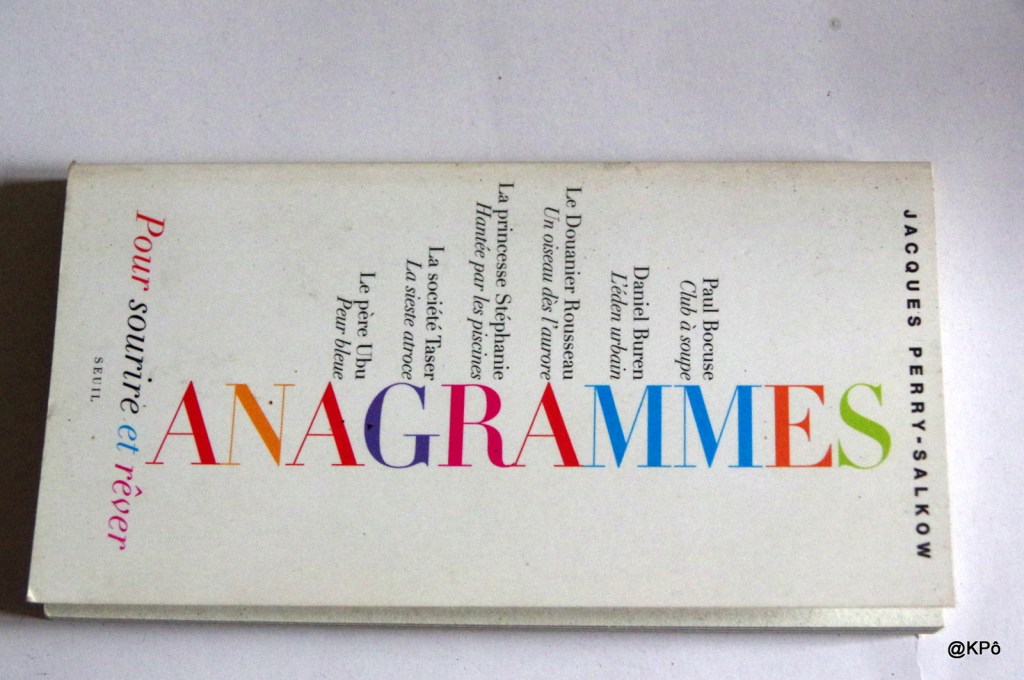 JACQUES PERRY-SALKOW
Paul Bocuse
Club à soupe
Daniel Buren
L'éden urbain
Le Douanier Rousseau
Un oiseau dès l'aurore
La princesse Stéphanie
Hantée par les piscines
La société Taser
La sieste atroce
Le père Ubu
Peur bleue
ANAGRAMMES
Pour sourire et rêver
SEUIL
@KPô